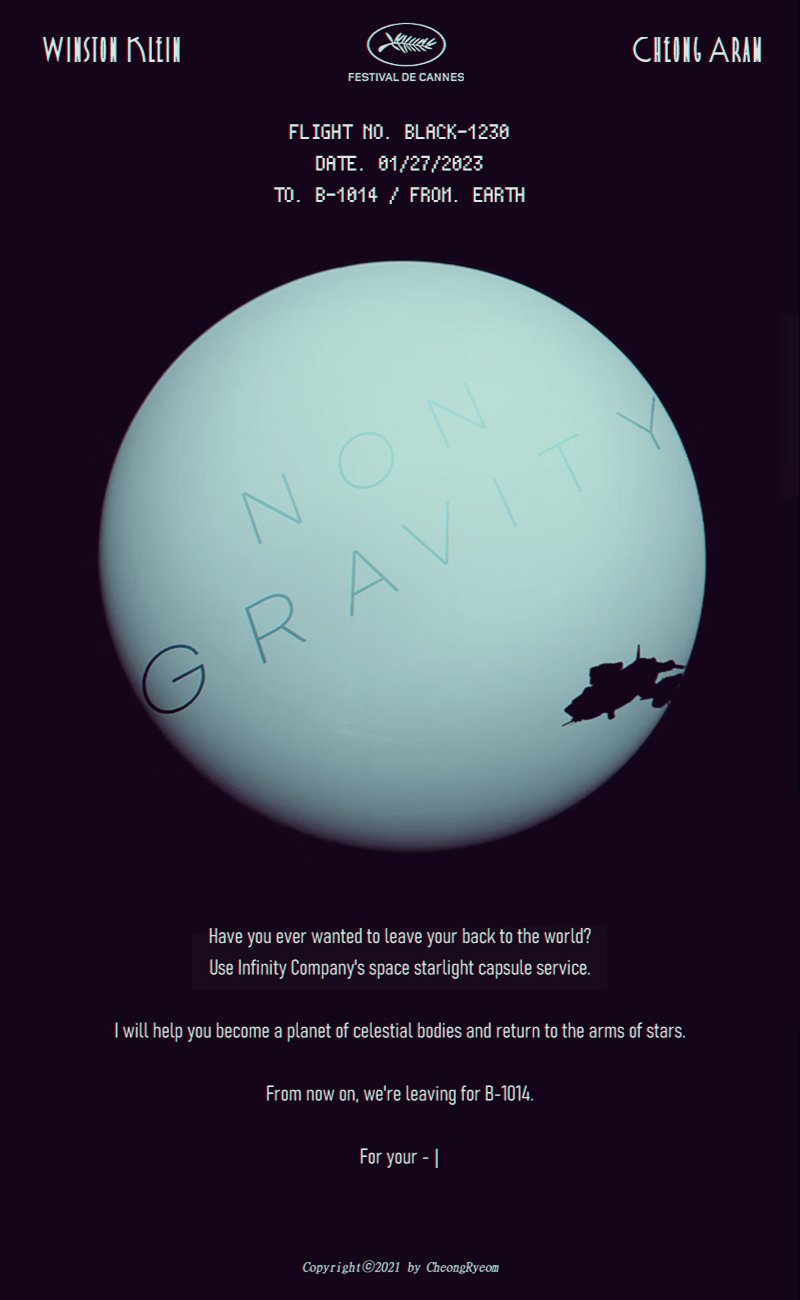 WINSTON KLEIN
FESTIVAL DE CANNES
CHEONG ARAM
FLIGHT NO. BLACK-1230
DATE. 01/27/2023
TO. B-1014 / FROM. EARTH
NON
GRAVITY
Have you ever wanted to leave your back to the world?
Use Infinity Company's space starlight capsule service.
I will help you become a planet of celestial bodies and return to the arms of stars.
From now on, we're leaving for B-1014.
For your - |
Copyrightⓒ2021 by CheongRyeom